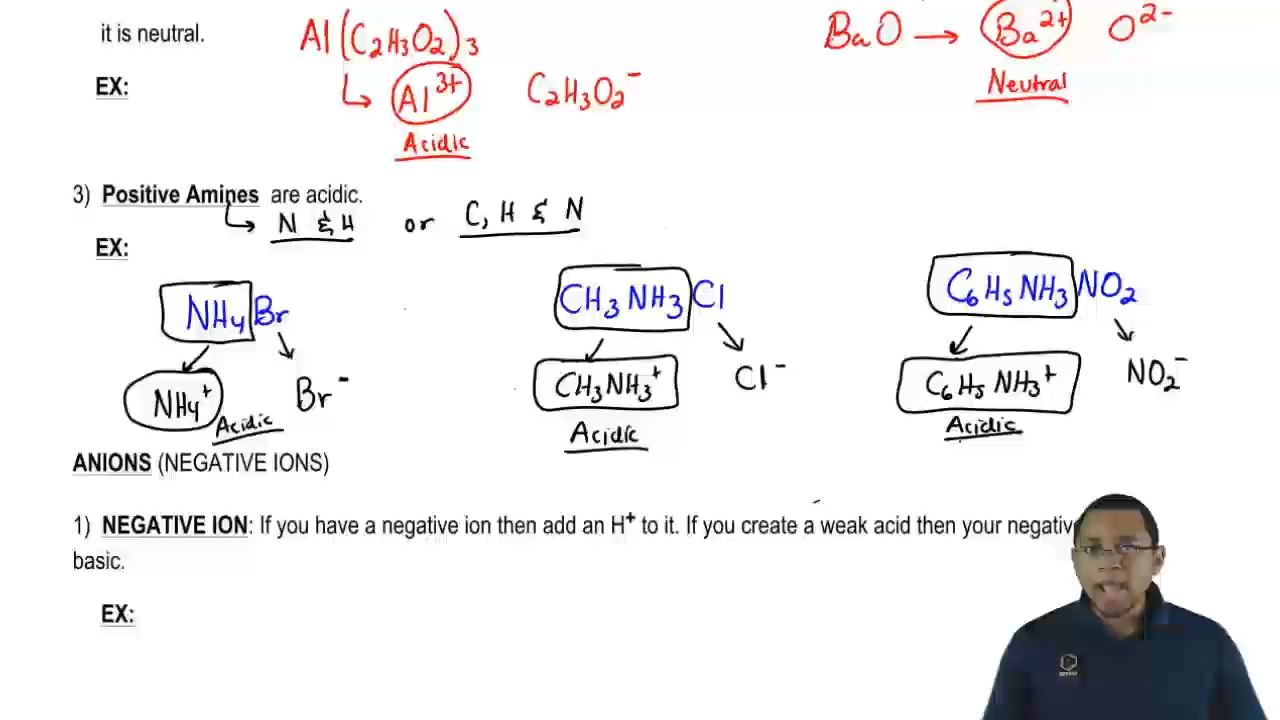 it is neutral.
Al(C2H3O2)3
BaO → Ba2+ O2-
EX:
Al3+ C2H3O2-
Neutral
Acidic
3) Positive Amines are acidic.
N & H or C, H & N
EX:
NH4Br CH3NH3Cl C6H5NH3NO2
NH4+ Br- CH3NH3+ Cl- C6H5NH3+ NO2-
Acidic Acidic Acidic
ANIONS (NEGATIVE IONS)
1) NEGATIVE ION: If you have a negative ion then add an H+ to it. If you create a weak acid then your negative
basic.
EX: